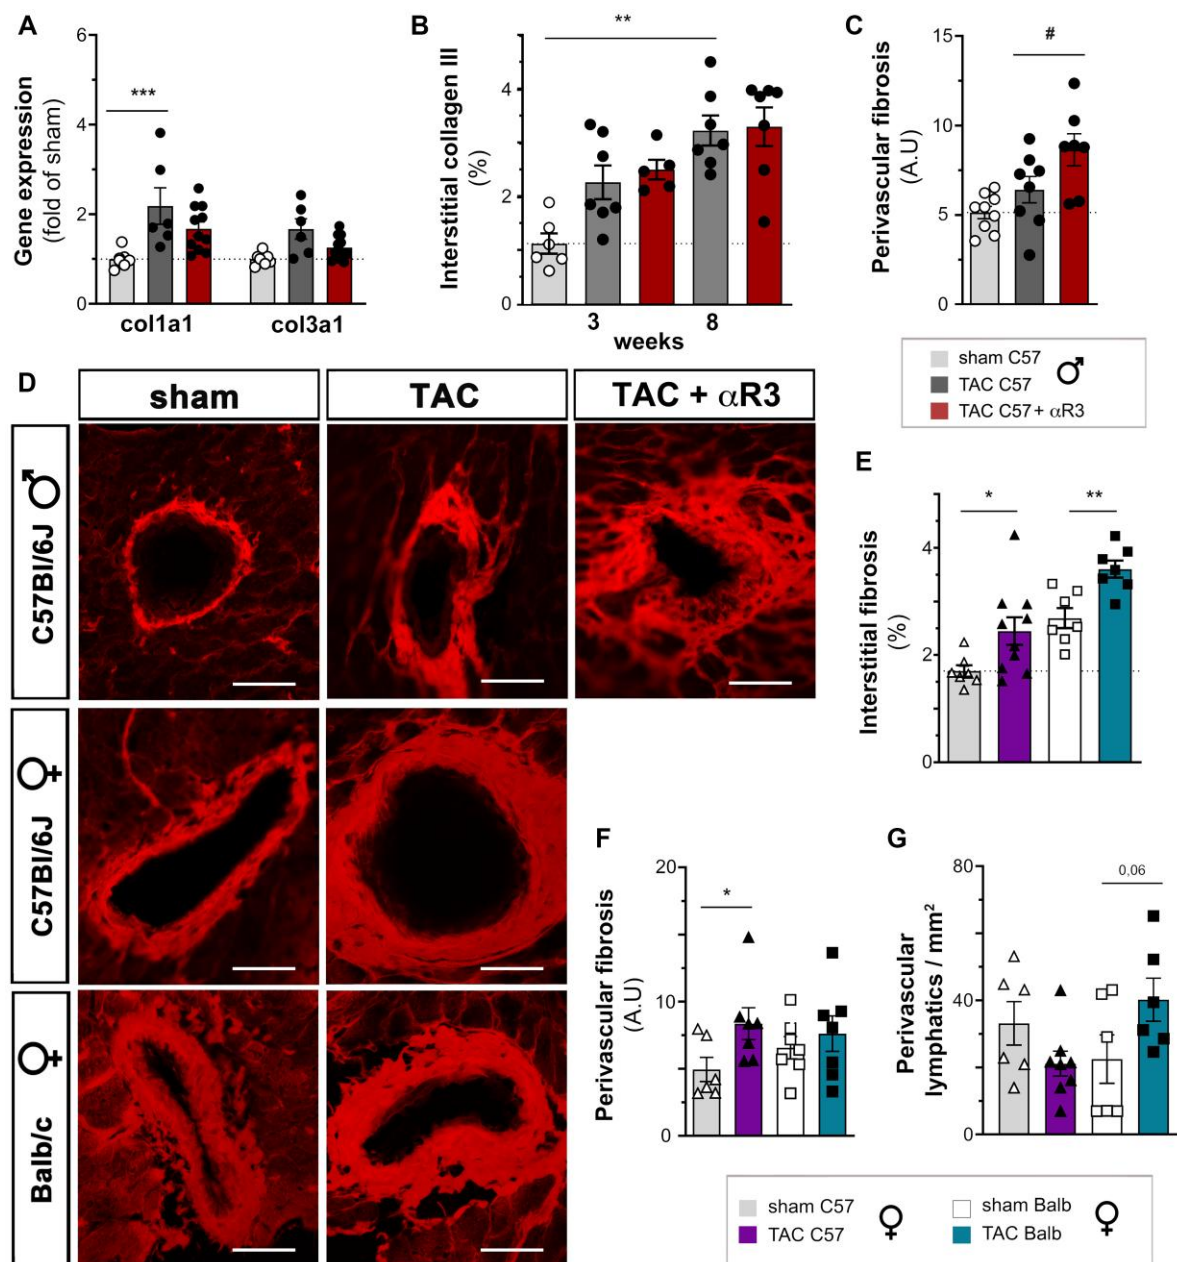 A
Gene expression
(fold of sham)
6
4
2
0
***
col1a1
col3a1
B
Interstitial collagen III
(%)
4
2
0
**
3
8
weeks
C
Perivascular fibrosis
(A.U)
15
10
5
0
#
sham C57
TAC C57
TAC C57 + αR3
♂
D
sham
TAC
TAC + αR3
C57Bl/6J ♂
C57Bl/6J ♀
Balb/c ♀
E
Interstitial fibrosis
(%)
4
2
0
*
**
F
Perivascular fibrosis
(A.U)
20
10
0
*
G
Perivascular
lymphatics / mm²
80
40
0
0,06
sham C57
TAC C57
♀
sham Balb
TAC Balb
♀